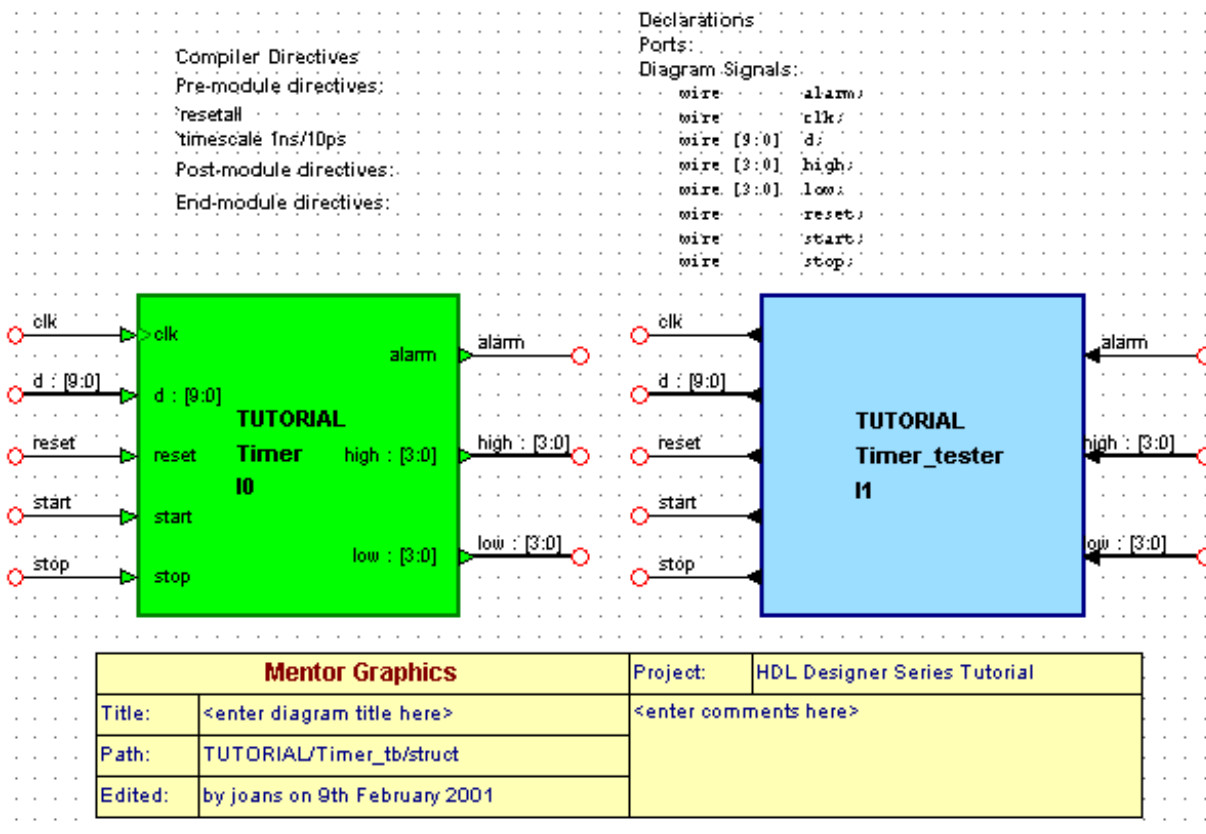 Compiler Directives
Pre-module directives:
`resetall
`timescale 1ns/10ps
Post-module directives:
End-module directives:
Declarations
Ports:
Diagram Signals:
wire alarm;
wire clk;
wire [9:0] d;
wire [3:0] high;
wire [3:0] low;
wire reset;
wire start;
wire stop;
clk
d : [9:0]
reset
start
stop
clk
d : [9:0]
reset
start
stop
TUTORIAL
Timer
I0
alarm
high : [3:0]
low : [3:0]
alarm
high : [3:0]
low : [3:0]
clk
d : [9:0]
reset
start
stop
TUTORIAL
Timer_tester
I1
alarm
high : [3:0]
low : [3:0]
Mentor Graphics
Title: <enter diagram title here>
Path: TUTORIAL/Timer_tb/struct
Edited: by joans on 9th February 2001
Project: HDL Designer Series Tutorial
<enter comments here>